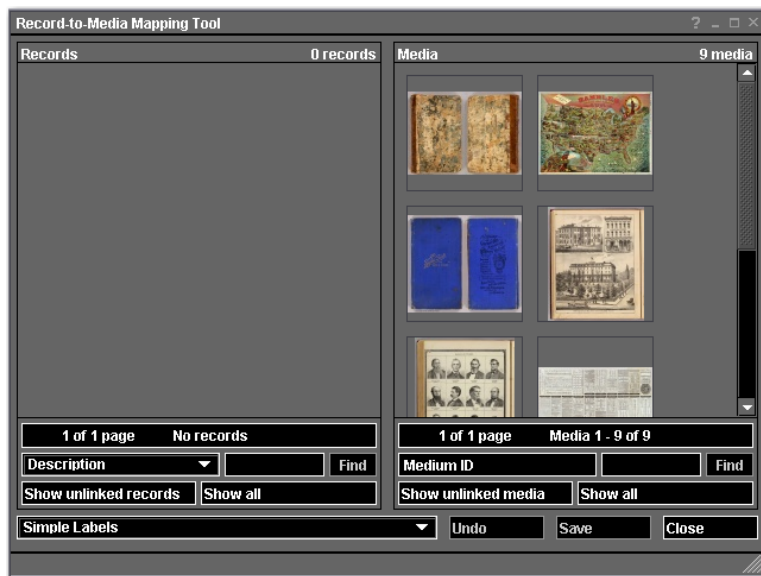 Record-to-Media Mapping Tool
Records 0 records
Media 9 media
1 of 1 page No records
1 of 1 page Media 1 - 9 of 9
Description Find
Medium ID Find
Show unlinked records Show all
Show unlinked media Show all
Simple Labels Undo Save Close